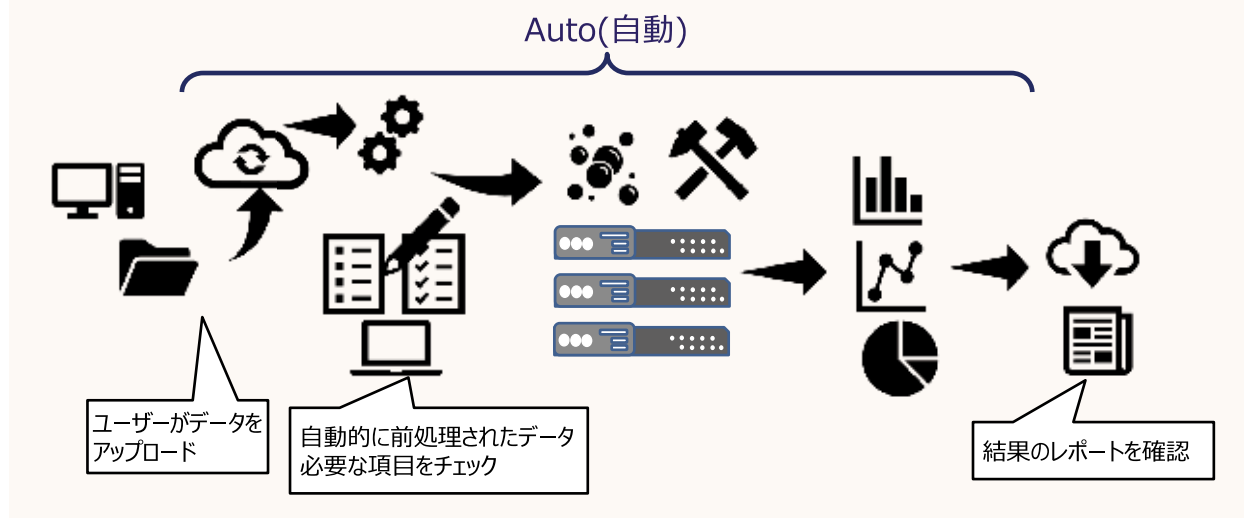 Auto(自動)
ユーザーがデータを
アップロード
自動的に前処理されたデータ
必要な項目をチェック
結果のレポートを確認